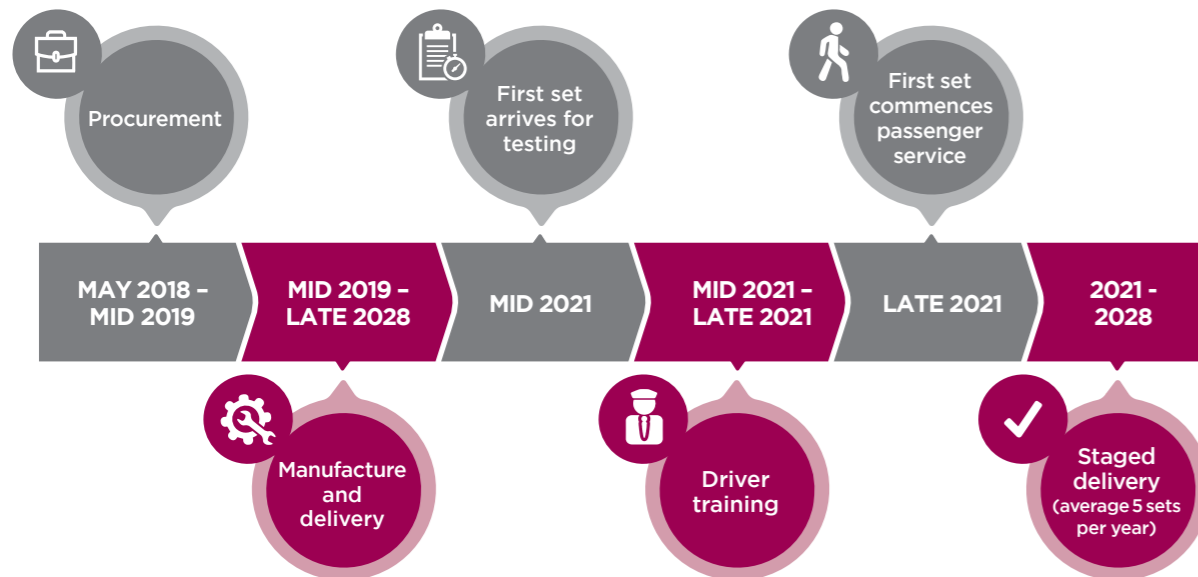 Procurement
First set
arrives for
testing
First set
commences
passenger
service
MAY 2018 –
MID 2019
MID 2019 –
LATE 2028
MID 2021
MID 2021 –
LATE 2021
LATE 2021
2021 -
2028
Manufacture
and
delivery
Driver
training
Staged
delivery
(average 5 sets
per year)